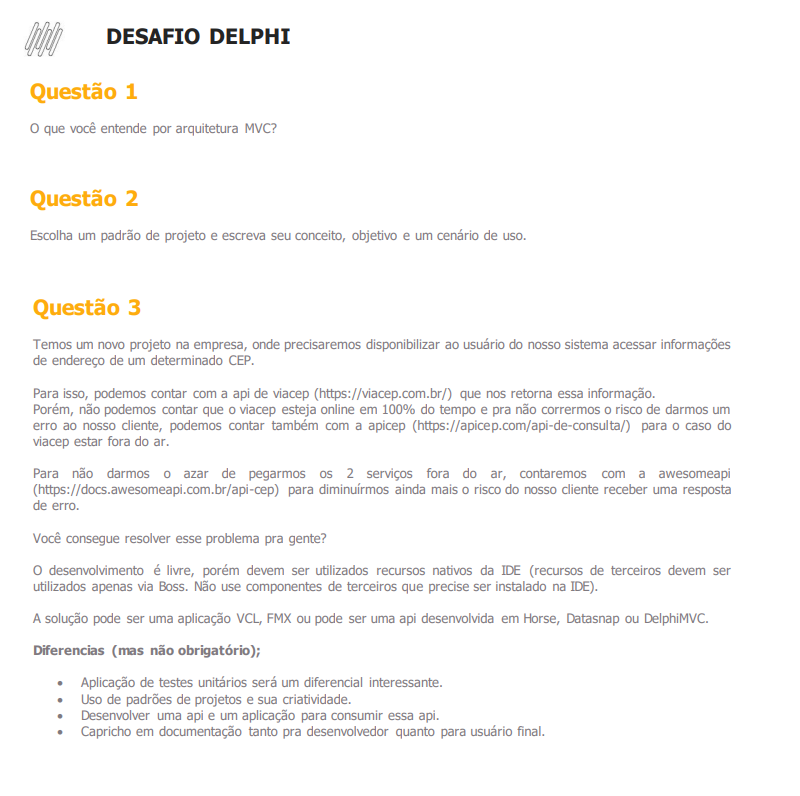 DESAFIO DELPHI
Questão 1
O que você entende por arquitetura MVC?
Questão 2
Escolha um padrão de projeto e escreva seu conceito, objetivo e um cenário de uso.
Questão 3
Temos um novo projeto na empresa, onde precisaremos disponibilizar ao usuário do nosso sistema acessar informações
de endereço de um determinado CEP.
Para isso, podemos contar com a api de viacep (https://viacep.com.br/) que nos retorna essa informação.
Porém, não podemos contar que o viacep esteja online em 100% do tempo e pra não corrermos o risco de darmos um
erro ao nosso cliente, podemos contar também com a apicep (https://apicep.com/api-de-consulta/) para o caso do
viacep estar fora do ar.
Para não darmos o azar de pegarmos os 2 serviços fora do ar, contaremos com a awesomeapi
(https://docs.awesomeapi.com.br/api-cep) para diminuírmos ainda mais o risco do nosso cliente receber uma resposta
de erro.
Você consegue resolver esse problema pra gente?
O desenvolvimento é livre, porém devem ser utilizados recursos nativos da IDE (recursos de terceiros devem ser
utilizados apenas via Boss. Não use componentes de terceiros que precise ser instalado na IDE).
A solução pode ser uma aplicação VCL, FMX ou pode ser uma api desenvolvida em Horse, Datasnap ou DelphiMVC.
Diferencias (mas não obrigatório);
• Aplicação de testes unitários será um diferencial interessante.
• Uso de padrões de projetos e sua criatividade.
• Desenvolver uma api e um aplicação para consumir essa api.
• Capricho em documentação tanto pra desenvolvedor quanto para usuário final.